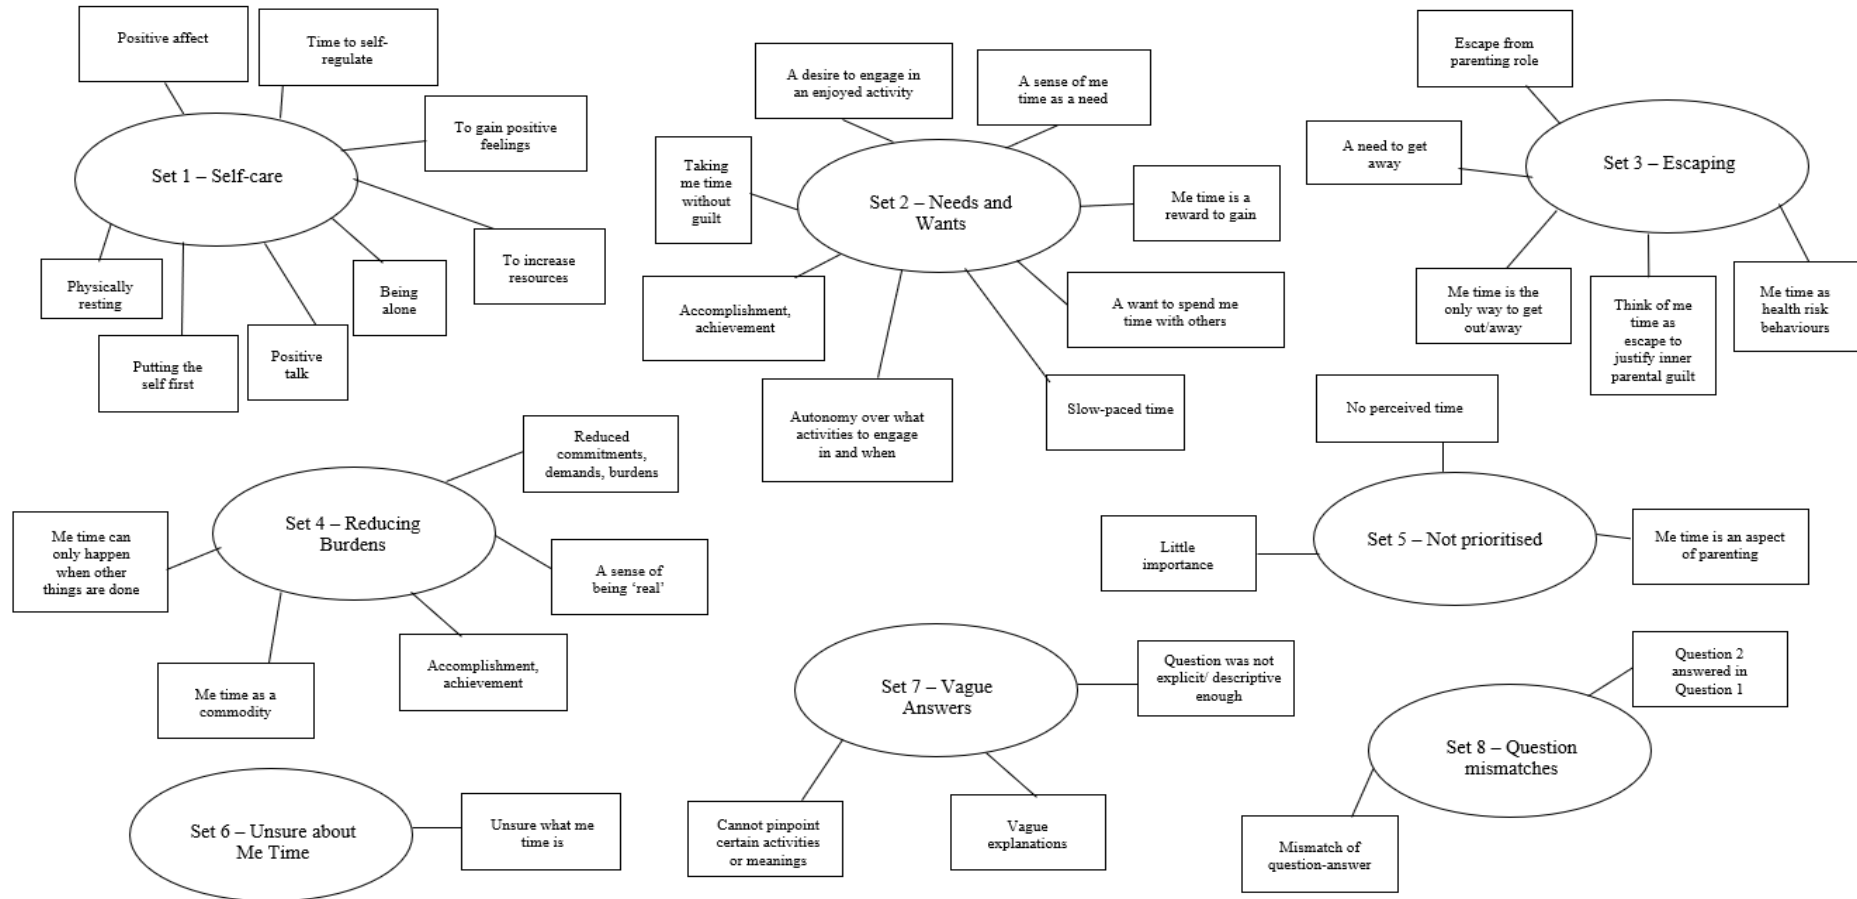 Positive affect
Time to self-
regulate
To gain positive
feelings
Set 1 – Self-care
To increase
resources
Being
alone
Positive
talk
Putting the
self first
Physically
resting
A desire to engage in
an enjoyed activity
A sense of me
time as a need
Taking
me time
without
guilt
Set 2 – Needs and
Wants
Me time is a
reward to gain
Accomplishment,
achievement
A want to spend me
time with others
Autonomy over what
activities to engage
in and when
Slow-paced time
Escape from
parenting role
A need to get
away
Set 3 – Escaping
Me time is the
only way to get
out/away
Think of me
time as
escape to
justify inner
parental guilt
Me time as
health risk
behaviours
Reduced
commitments,
demands, burdens
Set 4 – Reducing
Burdens
Me time can
only happen
when other
things are done
A sense of
being ‘real’
Me time as a
commodity
Accomplishment,
achievement
No perceived time
Set 5 – Not prioritised
Little
importance
Me time is an aspect
of parenting
Set 6 – Unsure about
Me Time
Unsure what me
time is
Set 7 – Vague
Answers
Question was not
explicit/ descriptive
enough
Cannot pinpoint
certain activities
or meanings
Vague
explanations
Question 2
answered in
Question 1
Set 8 – Question
mismatches
Mismatch of
question-answer